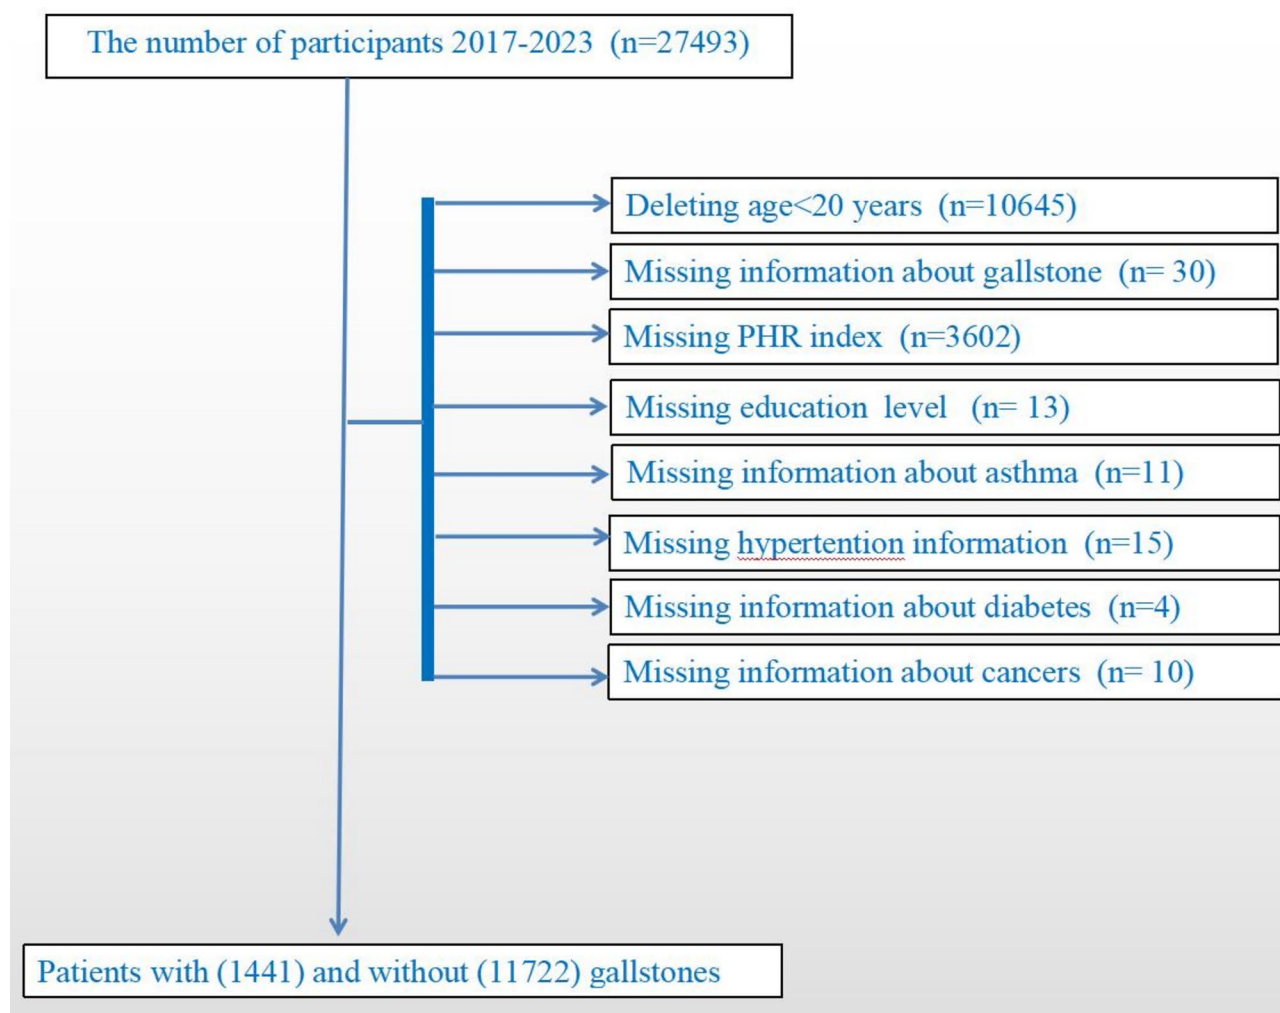 The number of participants 2017-2023 (n=27493)
Deleting age<20 years (n=10645)
Missing information about gallstone (n= 30)
Missing PHR index (n=3602)
Missing education level (n= 13)
Missing information about asthma (n=11)
Missing hypertention information (n=15)
Missing information about diabetes (n=4)
Missing information about cancers (n= 10)
Patients with (1441) and without (11722) gallstones